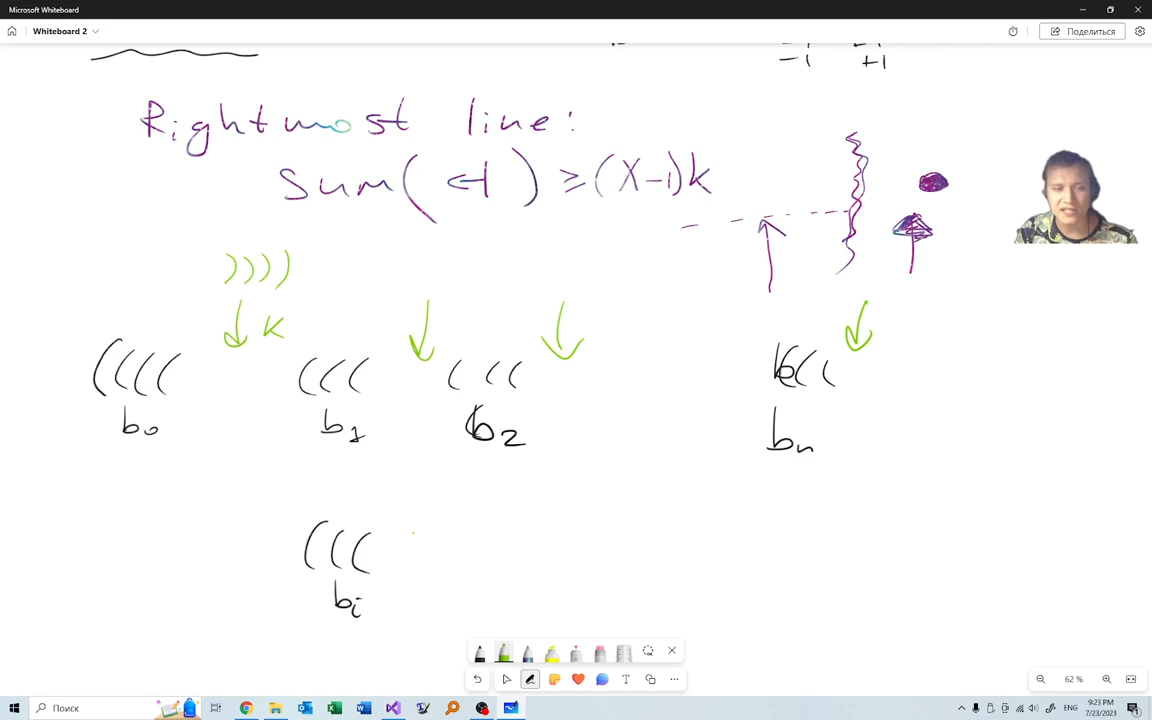 Microsoft Whiteboard
Whiteboard 2
Поделиться
-1 +1
Rightmost line:
Sum( ) ≥ (X-1)k
))))
K
(((( ((( ((( ((
b0 b1 b2 bn
(((
bi
62 %
Поиск
ENG
9:23 PM
7/23/2023